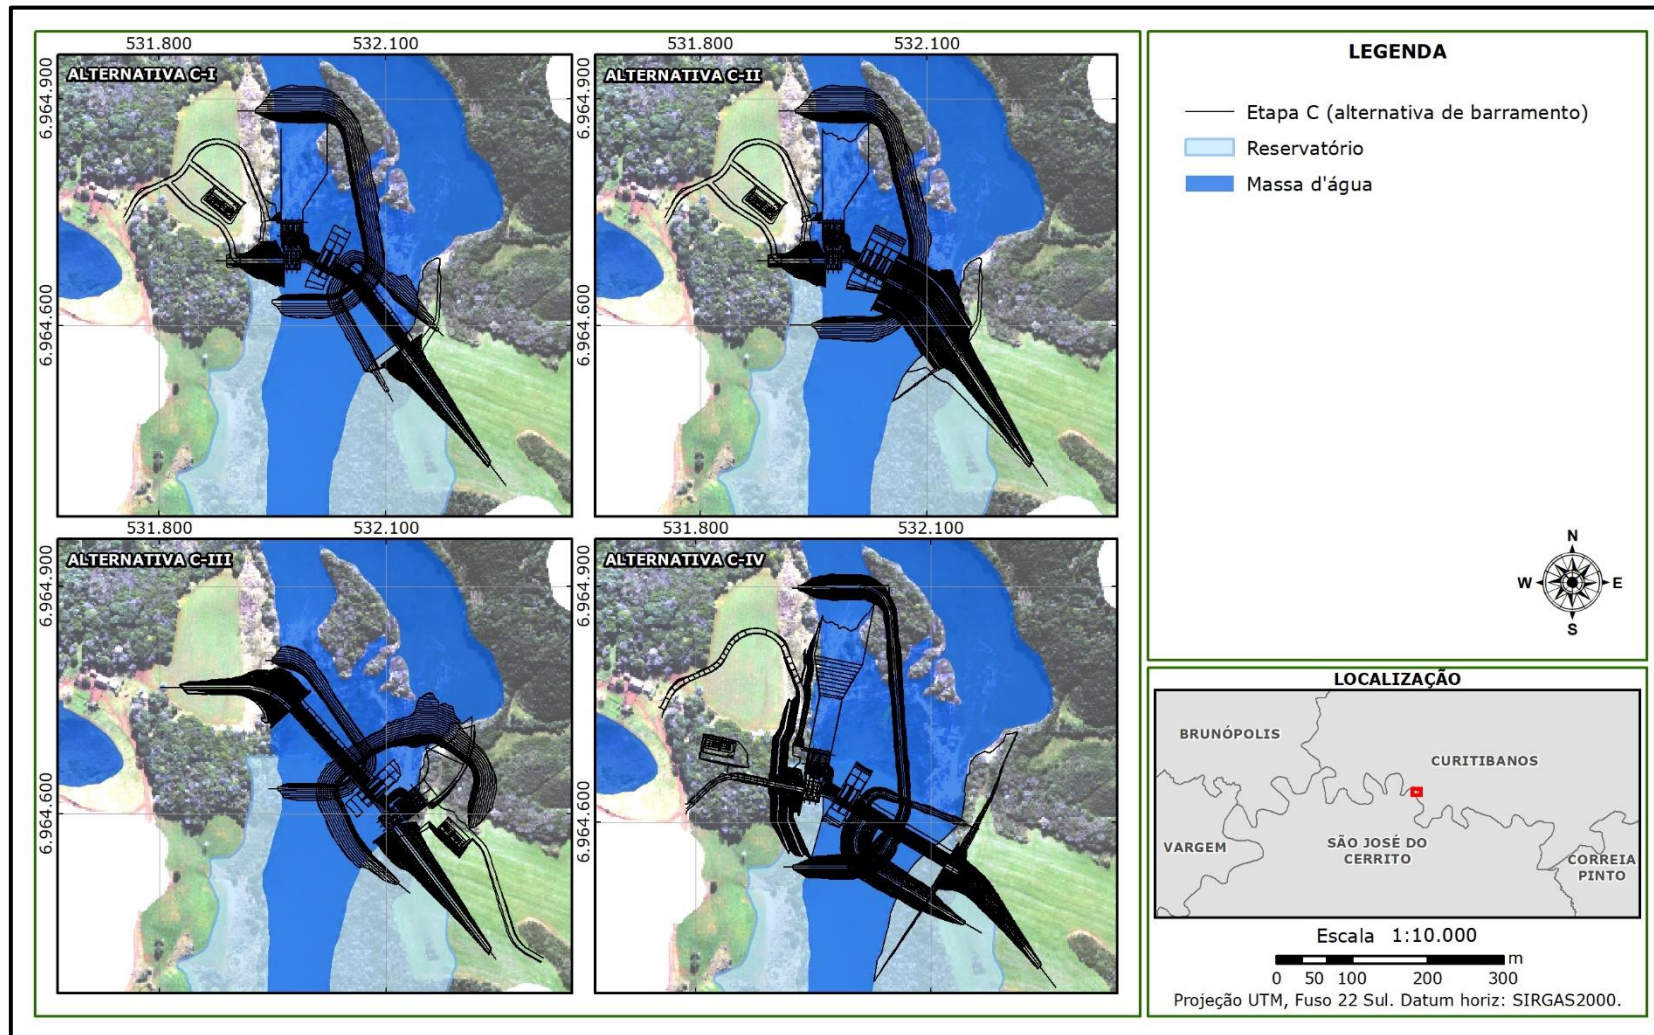 531.800
532.100
531.800
532.100
ALTERNATIVA C-I
ALTERNATIVA C-II
6.964.900
6.964.600
6.964.900
6.964.600
531.800
532.100
531.800
532.100
ALTERNATIVA C-III
ALTERNATIVA C-IV
6.964.900
6.964.600
6.964.900
6.964.600
LEGENDA
Etapa C (alternativa de barramento)
Reservatório
Massa d'água
N
W
E
S
LOCALIZAÇÃO
BRUNÓPOLIS
CURITIBANOS
VARGEM
SÃO JOSÉ DO
CERRITO
CORREIA
PINTO
Escala 1:10.000
m
0 50 100 200 300
Projeção UTM, Fuso 22 Sul. Datum horiz: SIRGAS2000.